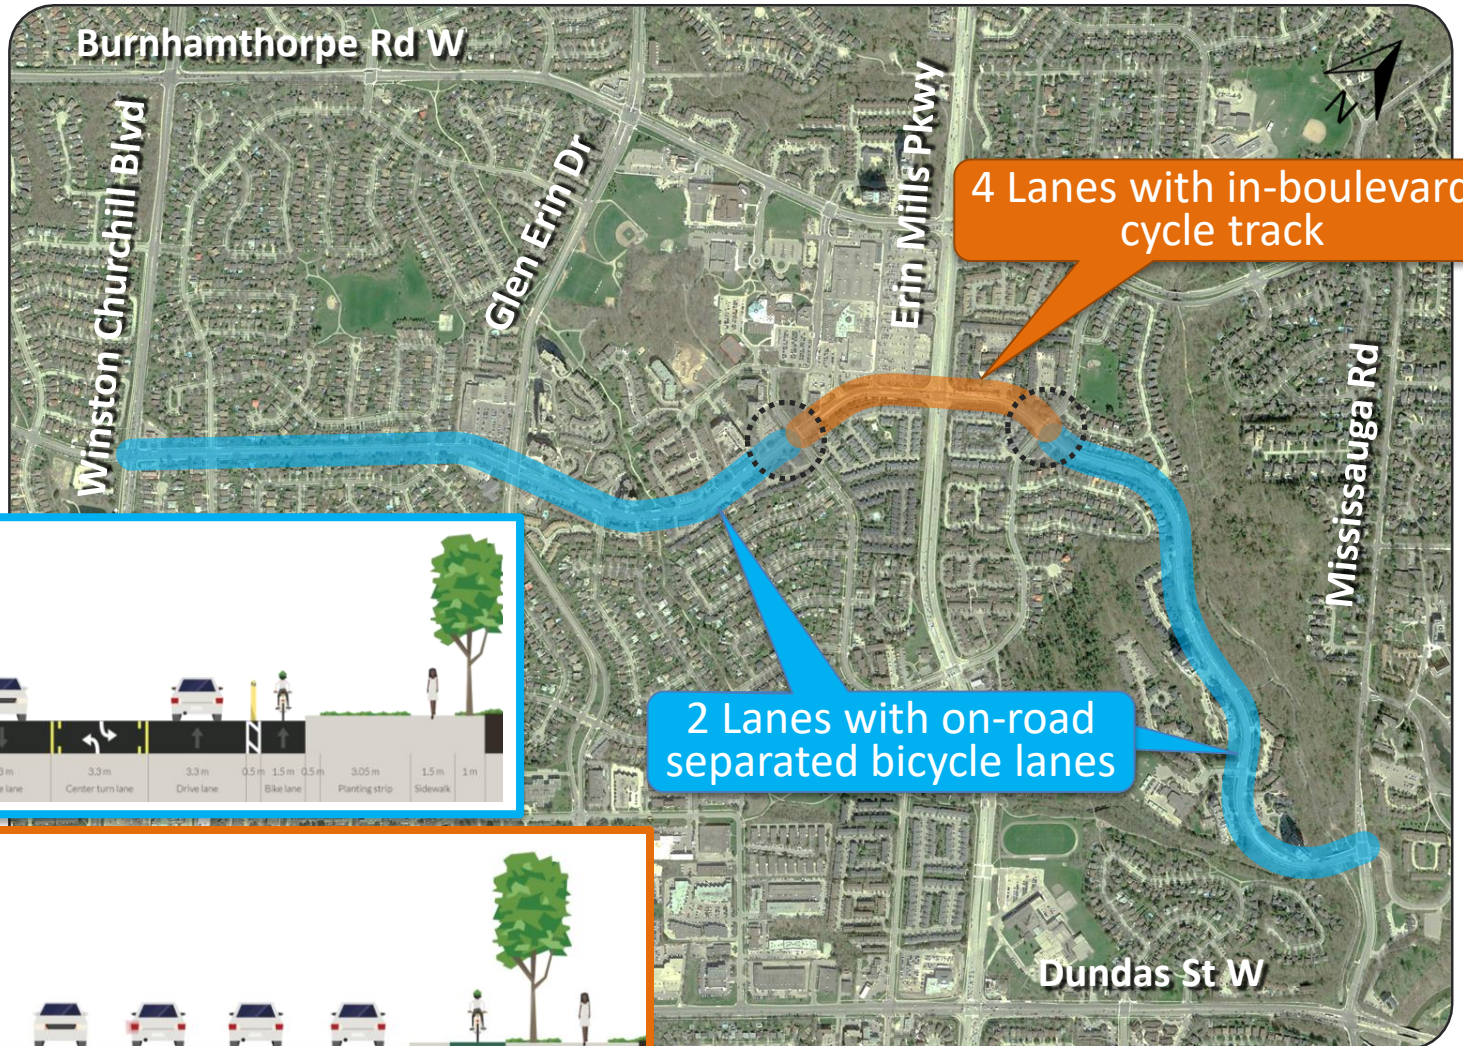 Burnhamthorpe Rd W
Winston Churchill Blvd
Glen Erin Dr
Erin Mills Pkwy
N
4 Lanes with in-boulevard
cycle track
Mississauga Rd
2 Lanes with on-road
separated bicycle lanes
3.3 m 3.3 m 0.5 m 1.5 m 0.5 m 3.05 m 1.5 m 1 m
lane Center turn lane Drive lane Bike lane Planting strip Sidewalk
Dundas St W